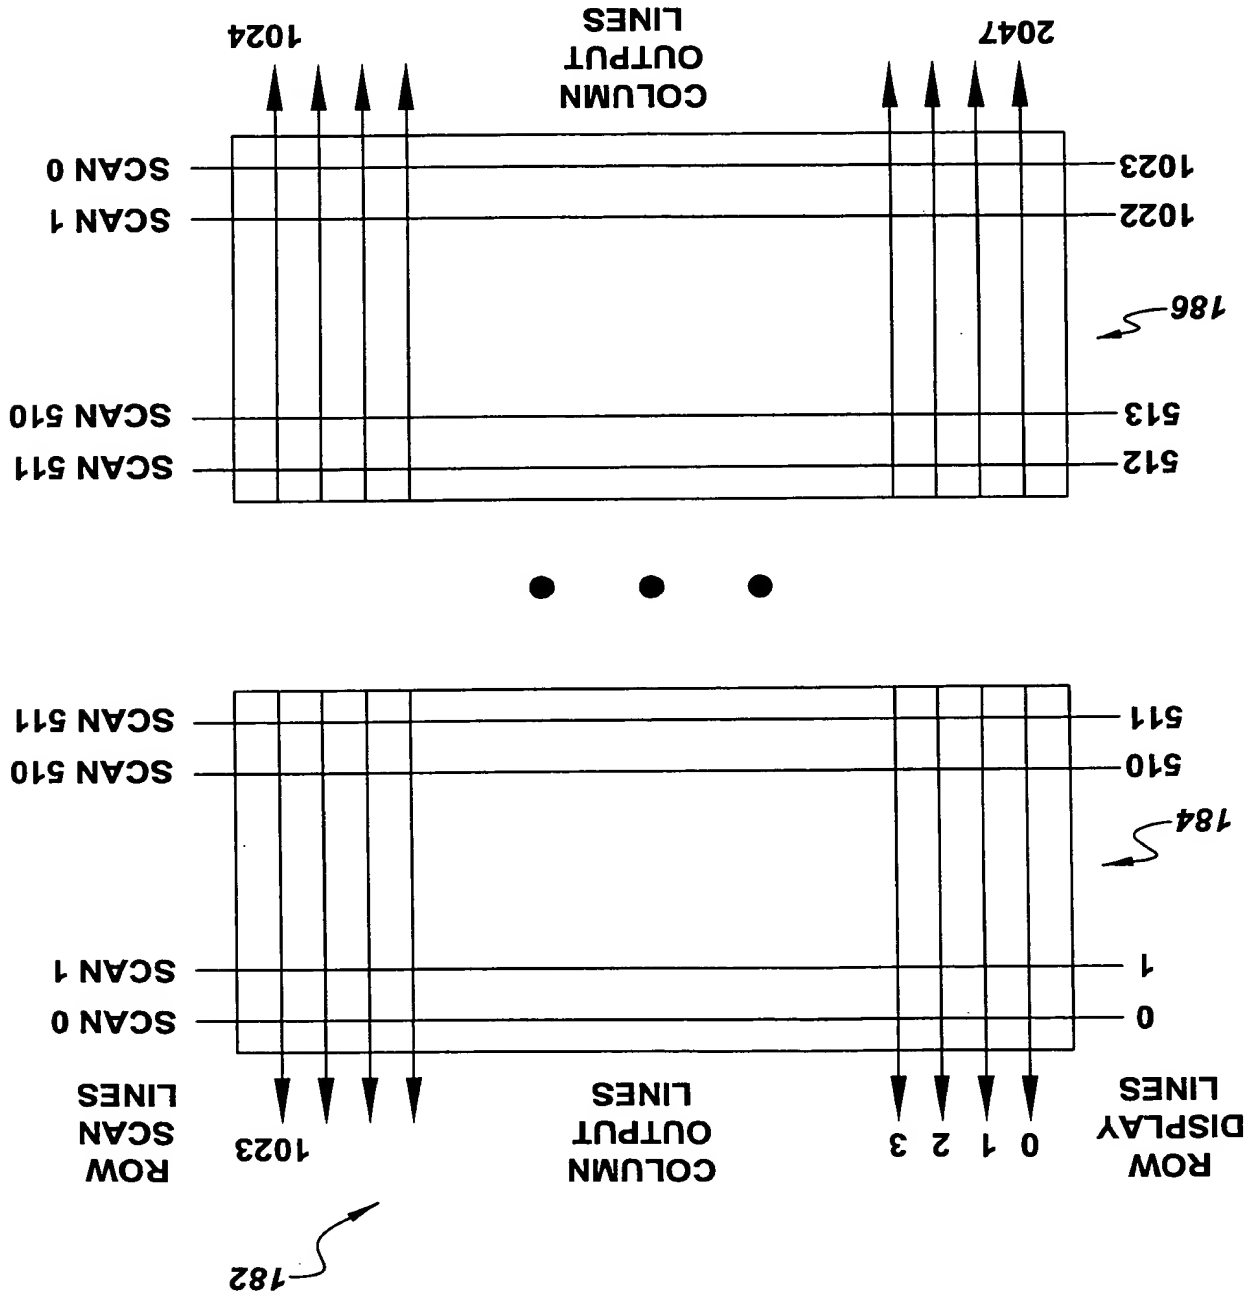 182
ROW
DISPLAY
LINES
0 1 2 3
COLUMN
OUTPUT
LINES
1023
ROW
SCAN
LINES
0
SCAN 0
1
SCAN 1
184
510
SCAN 510
511
SCAN 511
512
SCAN 511
513
SCAN 510
186
1022
SCAN 1
1023
SCAN 0
2047
COLUMN
OUTPUT
LINES
1024